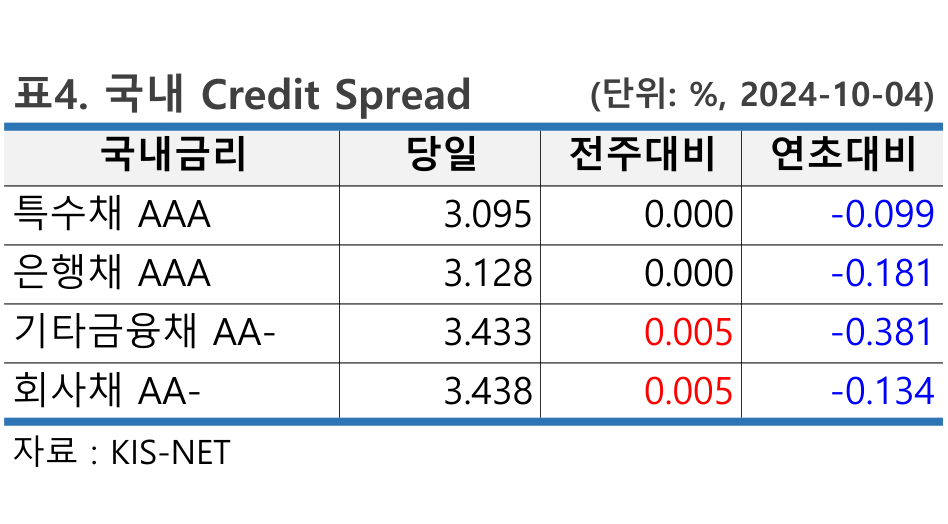 표4. 국내 Credit Spread (단위: %, 2024-10-04)
국내금리 당일 전주대비 연초대비
특수채 AAA 3.095 0.000 -0.099
은행채 AAA 3.128 0.000 -0.181
기타금융채 AA- 3.433 0.005 -0.381
회사채 AA- 3.438 0.005 -0.134
자료 : KIS-NET